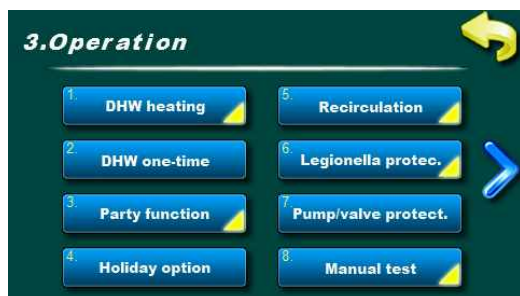 3.Operation
1. DHW heating
2. DHW one-time
3. Party function
4. Holiday option
5. Recirculation
6. Legionella protec.
7. Pump/valve protect.
8. Manual test